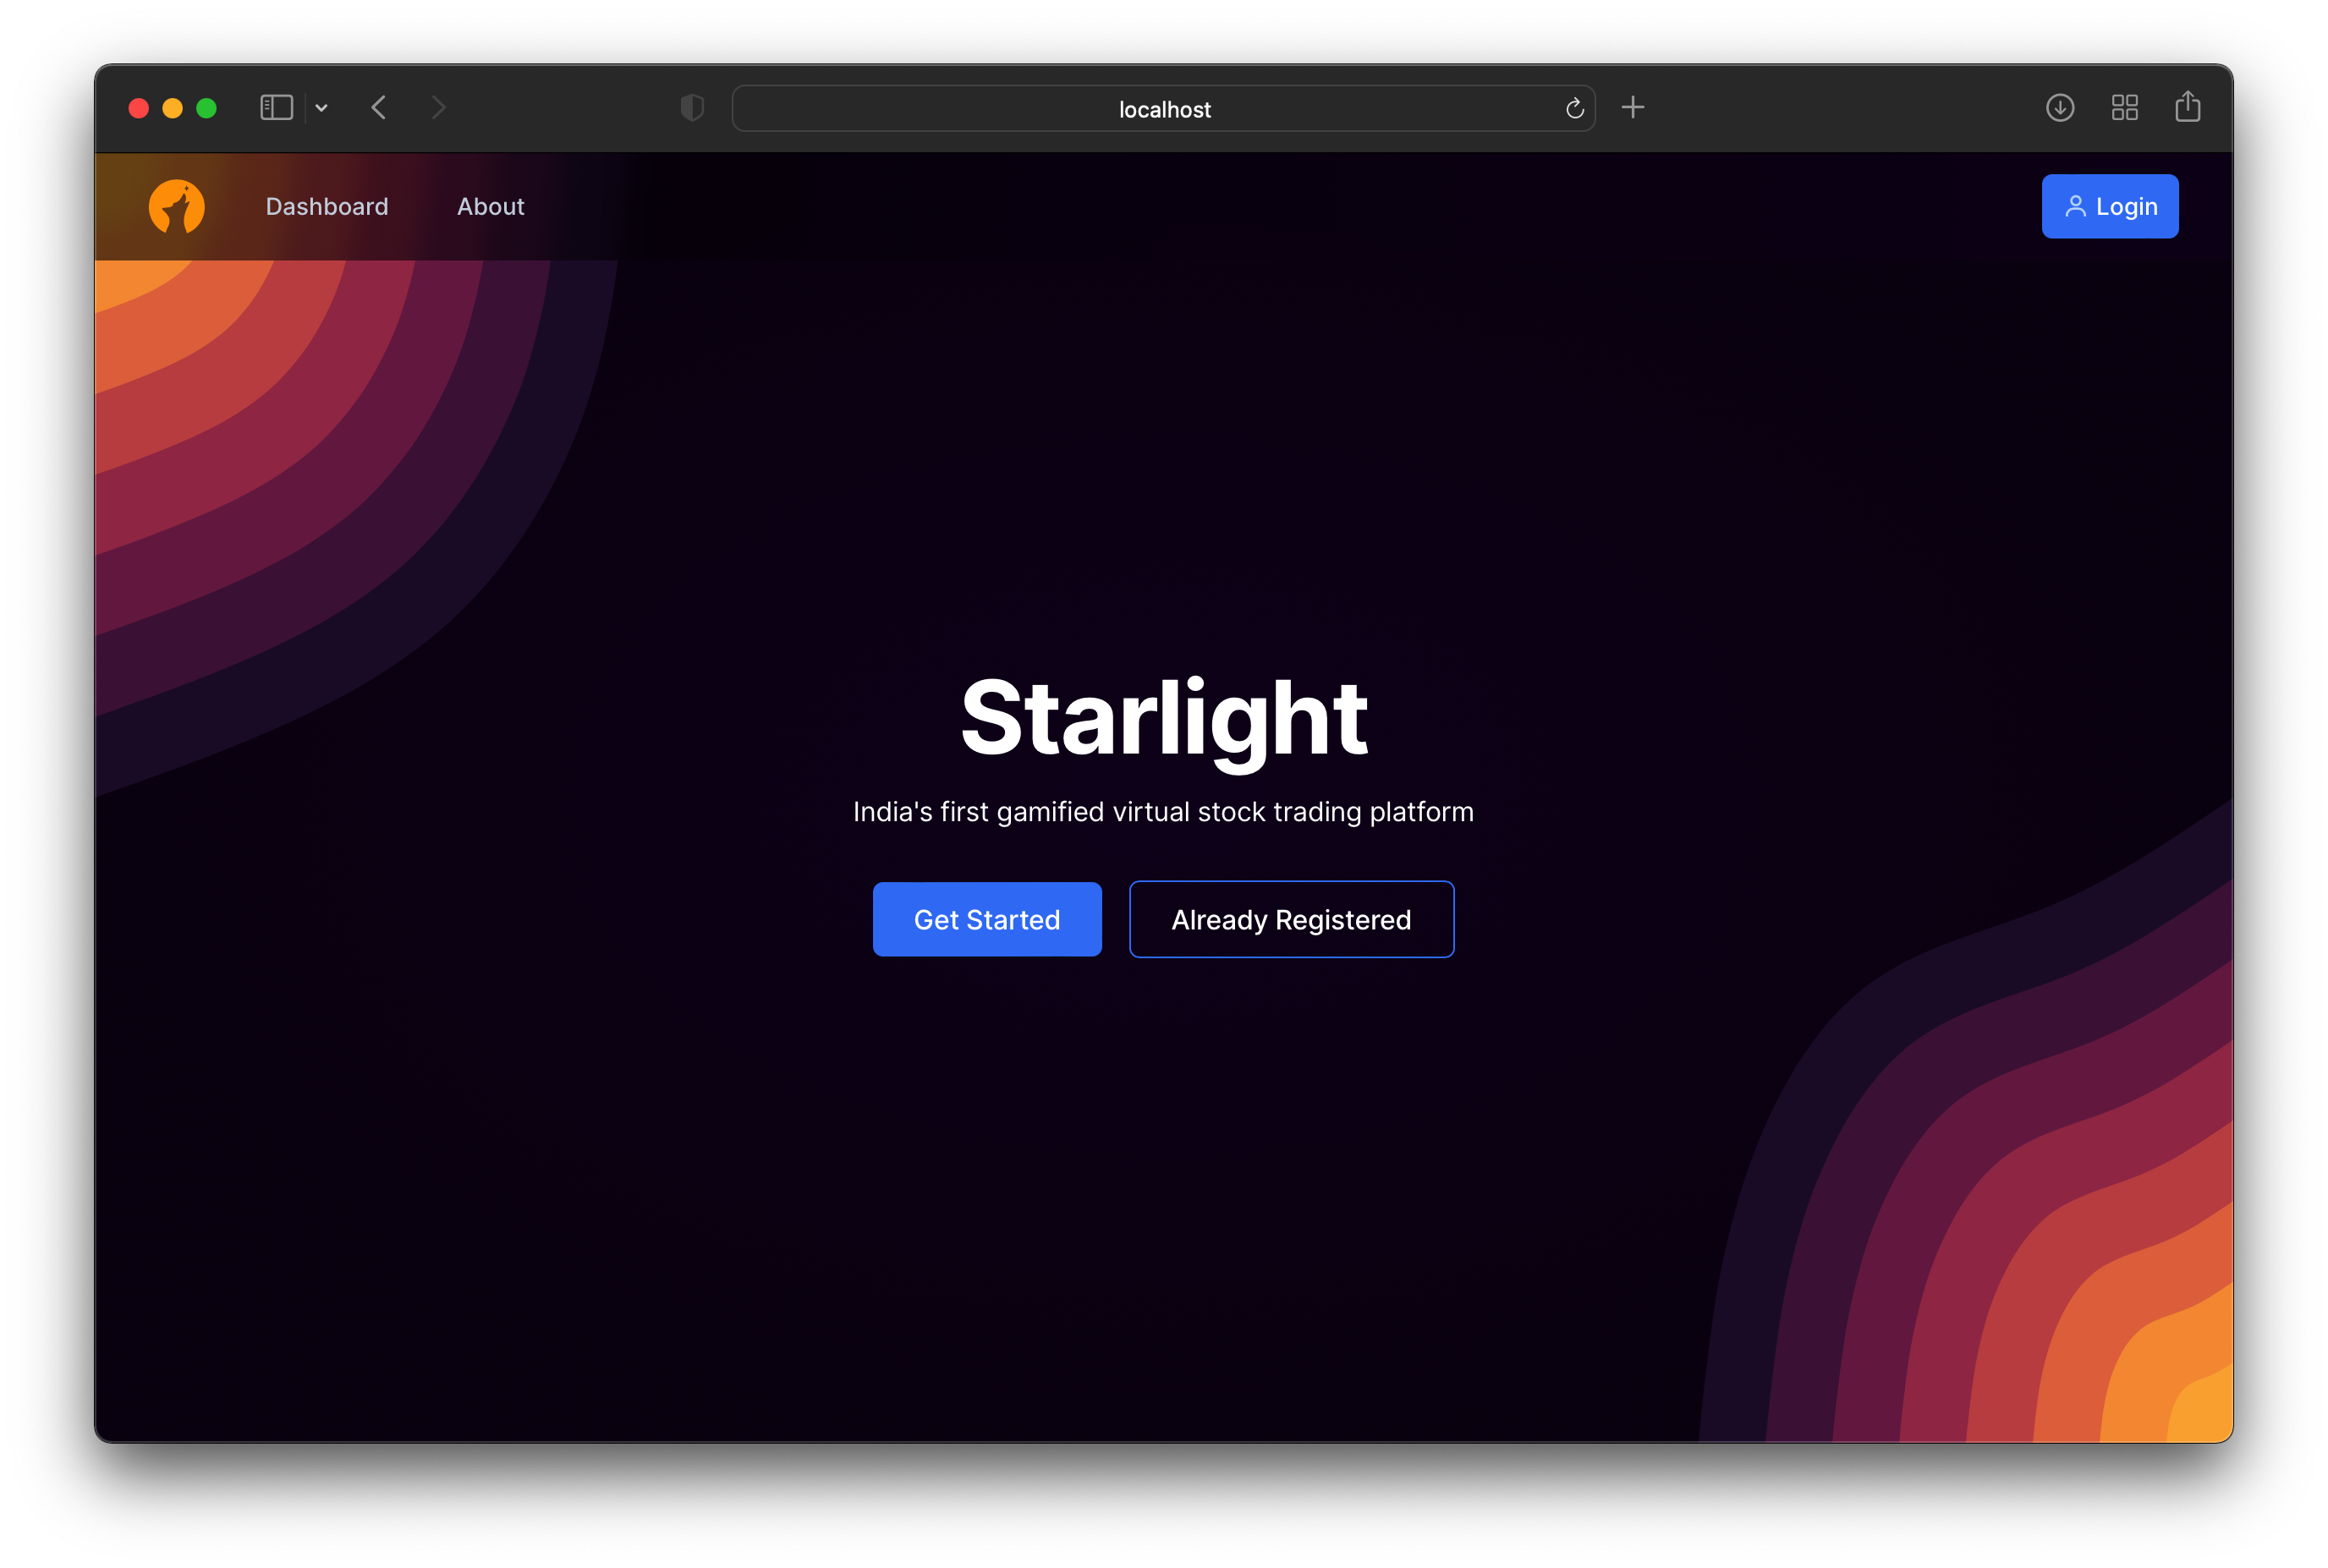 localhost
Dashboard About Login
Starlight
India's first gamified virtual stock trading platform
Get Started Already Registered